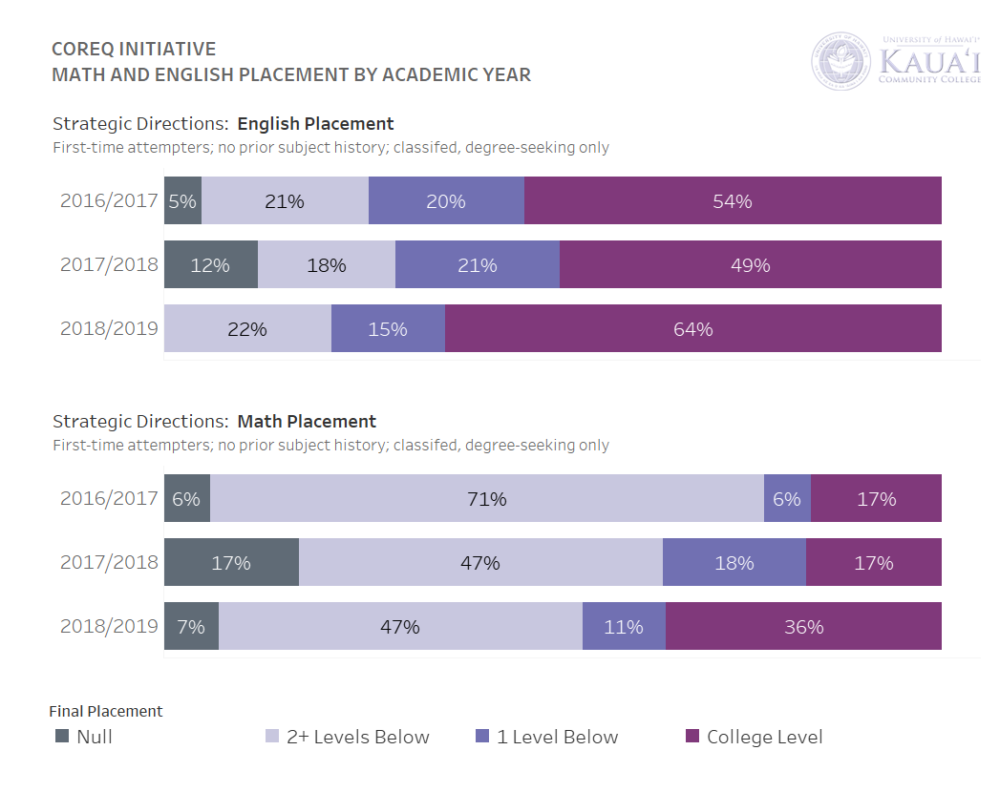 COREQ INITIATIVE
MATH AND ENGLISH PLACEMENT BY ACADEMIC YEAR
UNIVERSITY of HAWAIʻI®
KAUAʻI
COMMUNITY COLLEGE
Strategic Directions: English Placement
First-time attempters; no prior subject history; classifed, degree-seeking only
2016/2017 5% 21% 20% 54%
2017/2018 12% 18% 21% 49%
2018/2019 22% 15% 64%
Strategic Directions: Math Placement
First-time attempters; no prior subject history; classifed, degree-seeking only
2016/2017 6% 71% 6% 17%
2017/2018 17% 47% 18% 17%
2018/2019 7% 47% 11% 36%
Final Placement
Null 2+ Levels Below 1 Level Below College Level